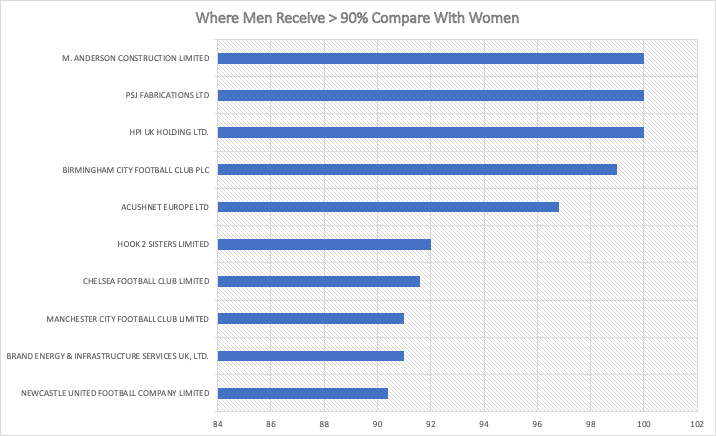 Where Men Receive > 90% Compare With Women
M. ANDERSON CONSTRUCTION LIMITED
PSJ FABRICATIONS LTD
HPI UK HOLDING LTD.
BIRMINGHAM CITY FOOTBALL CLUB PLC
ACUSHNET EUROPE LTD
HOOK 2 SISTERS LIMITED
CHELSEA FOOTBALL CLUB LIMITED
MANCHESTER CITY FOOTBALL CLUB LIMITED
BRAND ENERGY & INFRASTRUCTURE SERVICES UK, LTD.
NEWCASTLE UNITED FOOTBALL COMPANY LIMITED
84 86 88 90 92 94 96 98 100 102